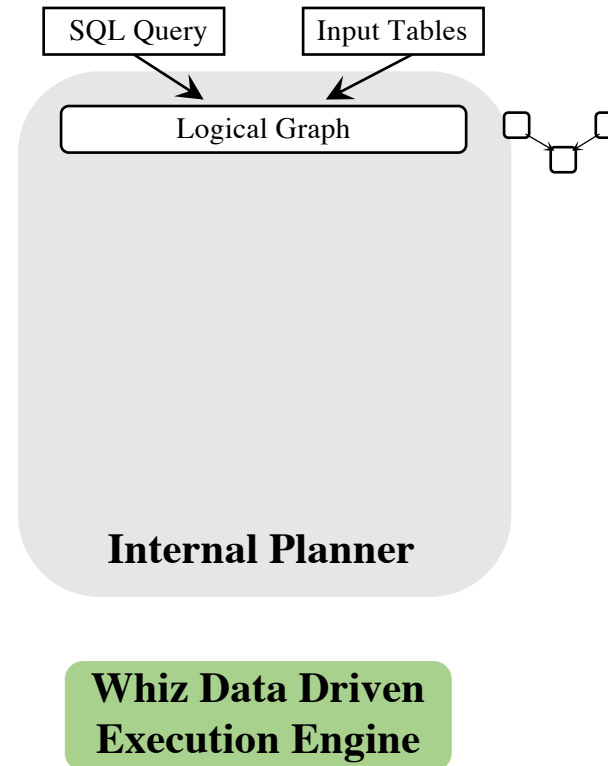 SQL Query
Input Tables
Logical Graph
Internal Planner
Whiz Data Driven
Execution Engine